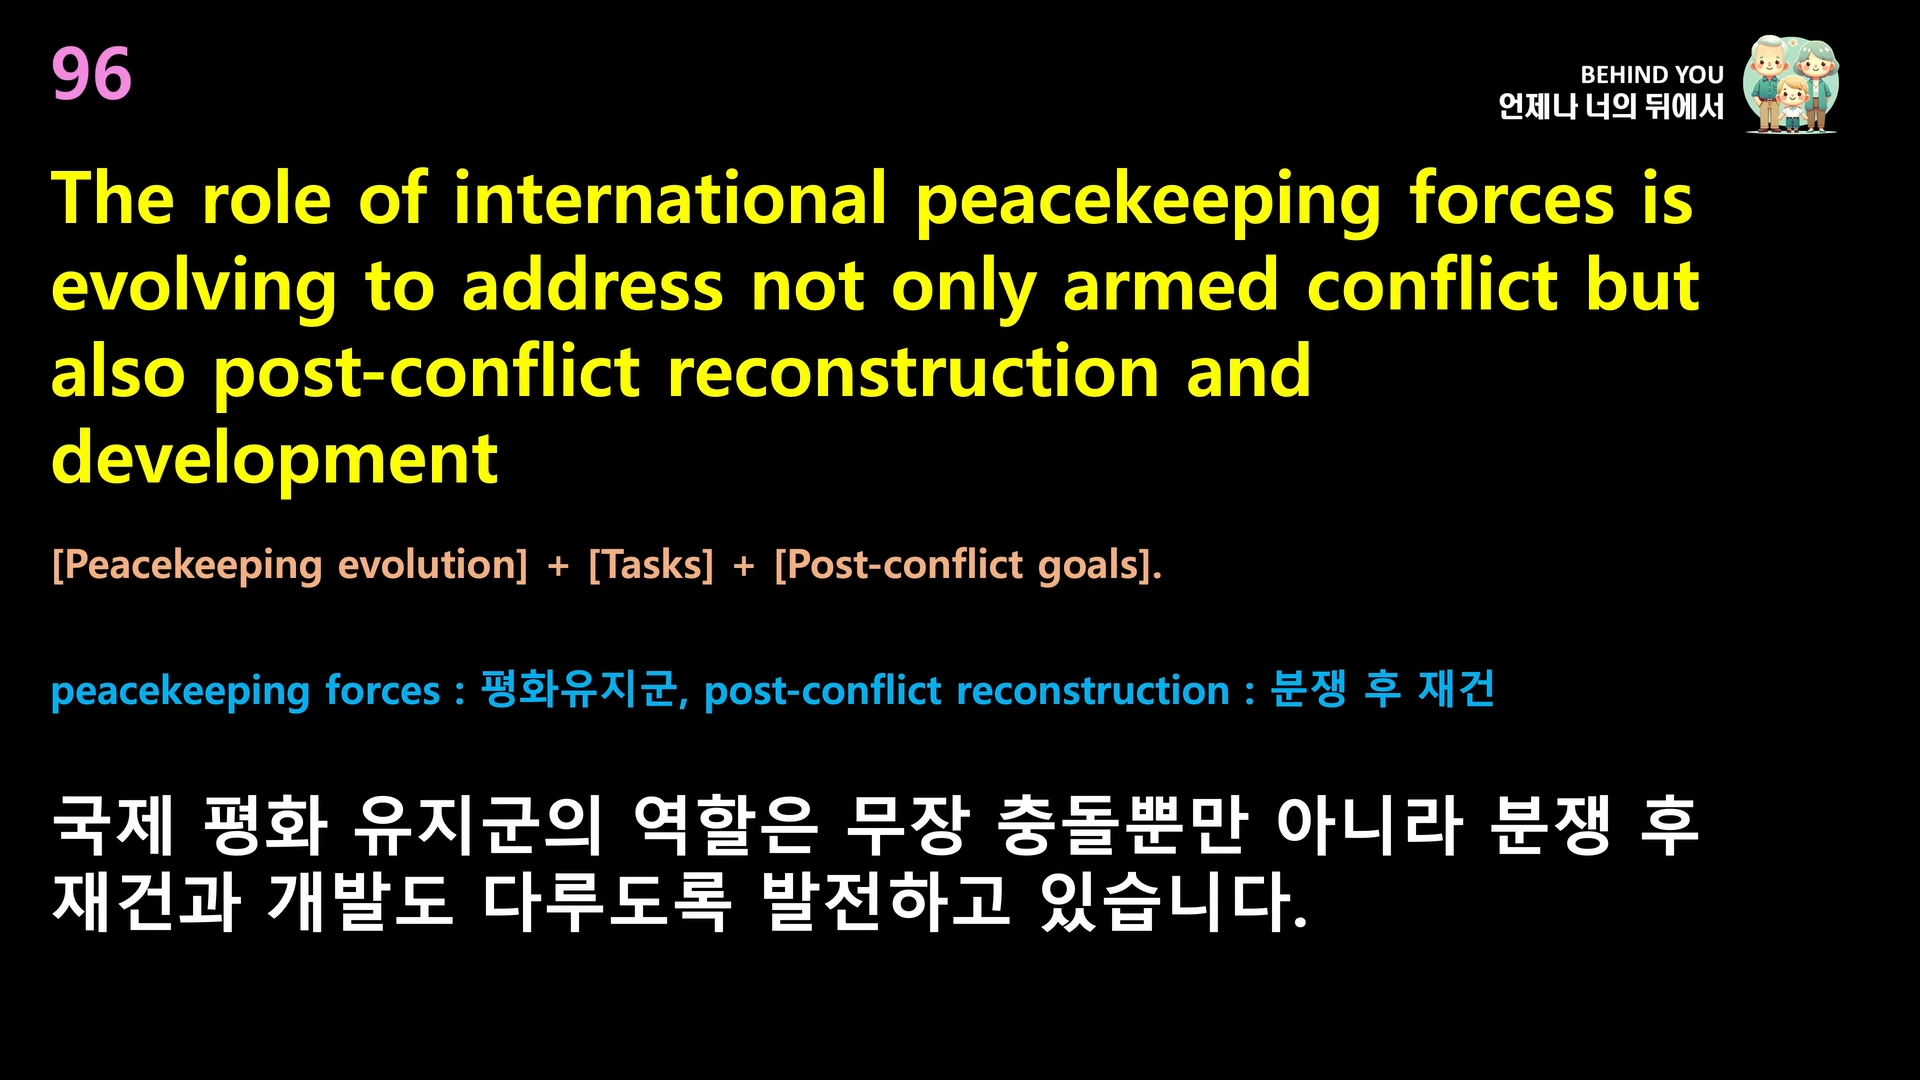 96
BEHIND YOU
언제나 너의 뒤에서
The role of international peacekeeping forces is
evolving to address not only armed conflict but
also post-conflict reconstruction and
development
[Peacekeeping evolution] + [Tasks] + [Post-conflict goals].
peacekeeping forces : 평화유지군, post-conflict reconstruction : 분쟁 후 재건
국제 평화 유지군의 역할은 무장 충돌뿐만 아니라 분쟁 후
재건과 개발도 다루도록 발전하고 있습니다.